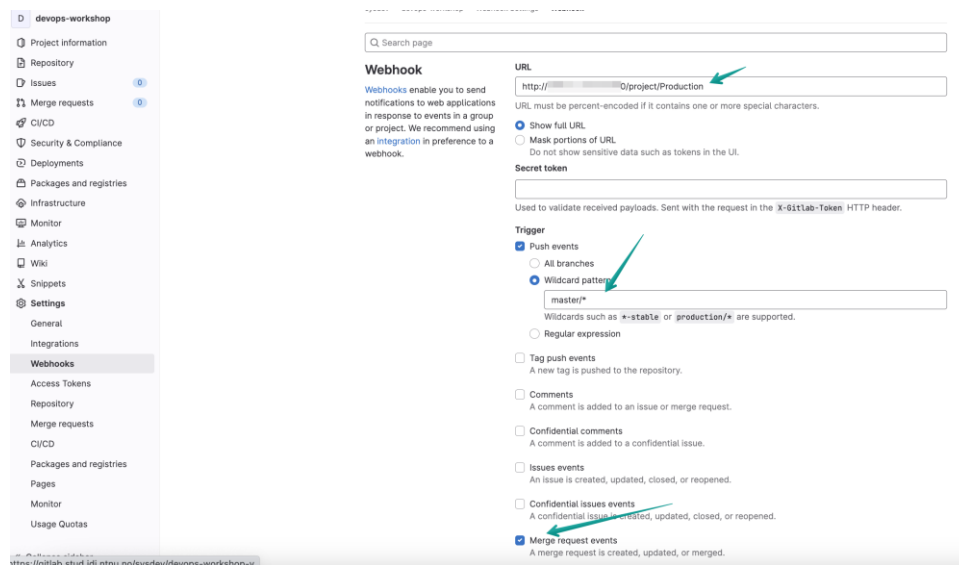 D devops-workshop
Project information
Repository
Issues 0
Merge requests 0
CI/CD
Security & Compliance
Deployments
Packages and registries
Infrastructure
Monitor
Analytics
Wiki
Snippets
Settings
General
Integrations
Webhooks
Access Tokens
Repository
Merge requests
CI/CD
Packages and registries
Pages
Monitor
Usage Quotas
Search page
Webhook
Webhooks enable you to send
notifications to web applications
in response to events in a group
or project. We recommend using
an integration in preference to a
webhook.
URL
http:// 0/project/Production
URL must be percent-encoded if it contains one or more special characters.
Show full URL
Mask portions of URL
Do not show sensitive data such as tokens in the UI.
Secret token
Used to validate received payloads. Sent with the request in the X-Gitlab-Token HTTP header.
Trigger
Push events
All branches
Wildcard pattern
master/*
Wildcards such as *-stable or production/* are supported.
Regular expression
Tag push events
A new tag is pushed to the repository.
Comments
A comment is added to an issue or merge request.
Confidential comments
A comment is added to a confidential issue.
Issues events
An issue is created, updated, closed, or reopened.
Confidential issues events
A confidential issue is created, updated, closed, or reopened.
Merge request events
A merge request is created, updated, or merged.